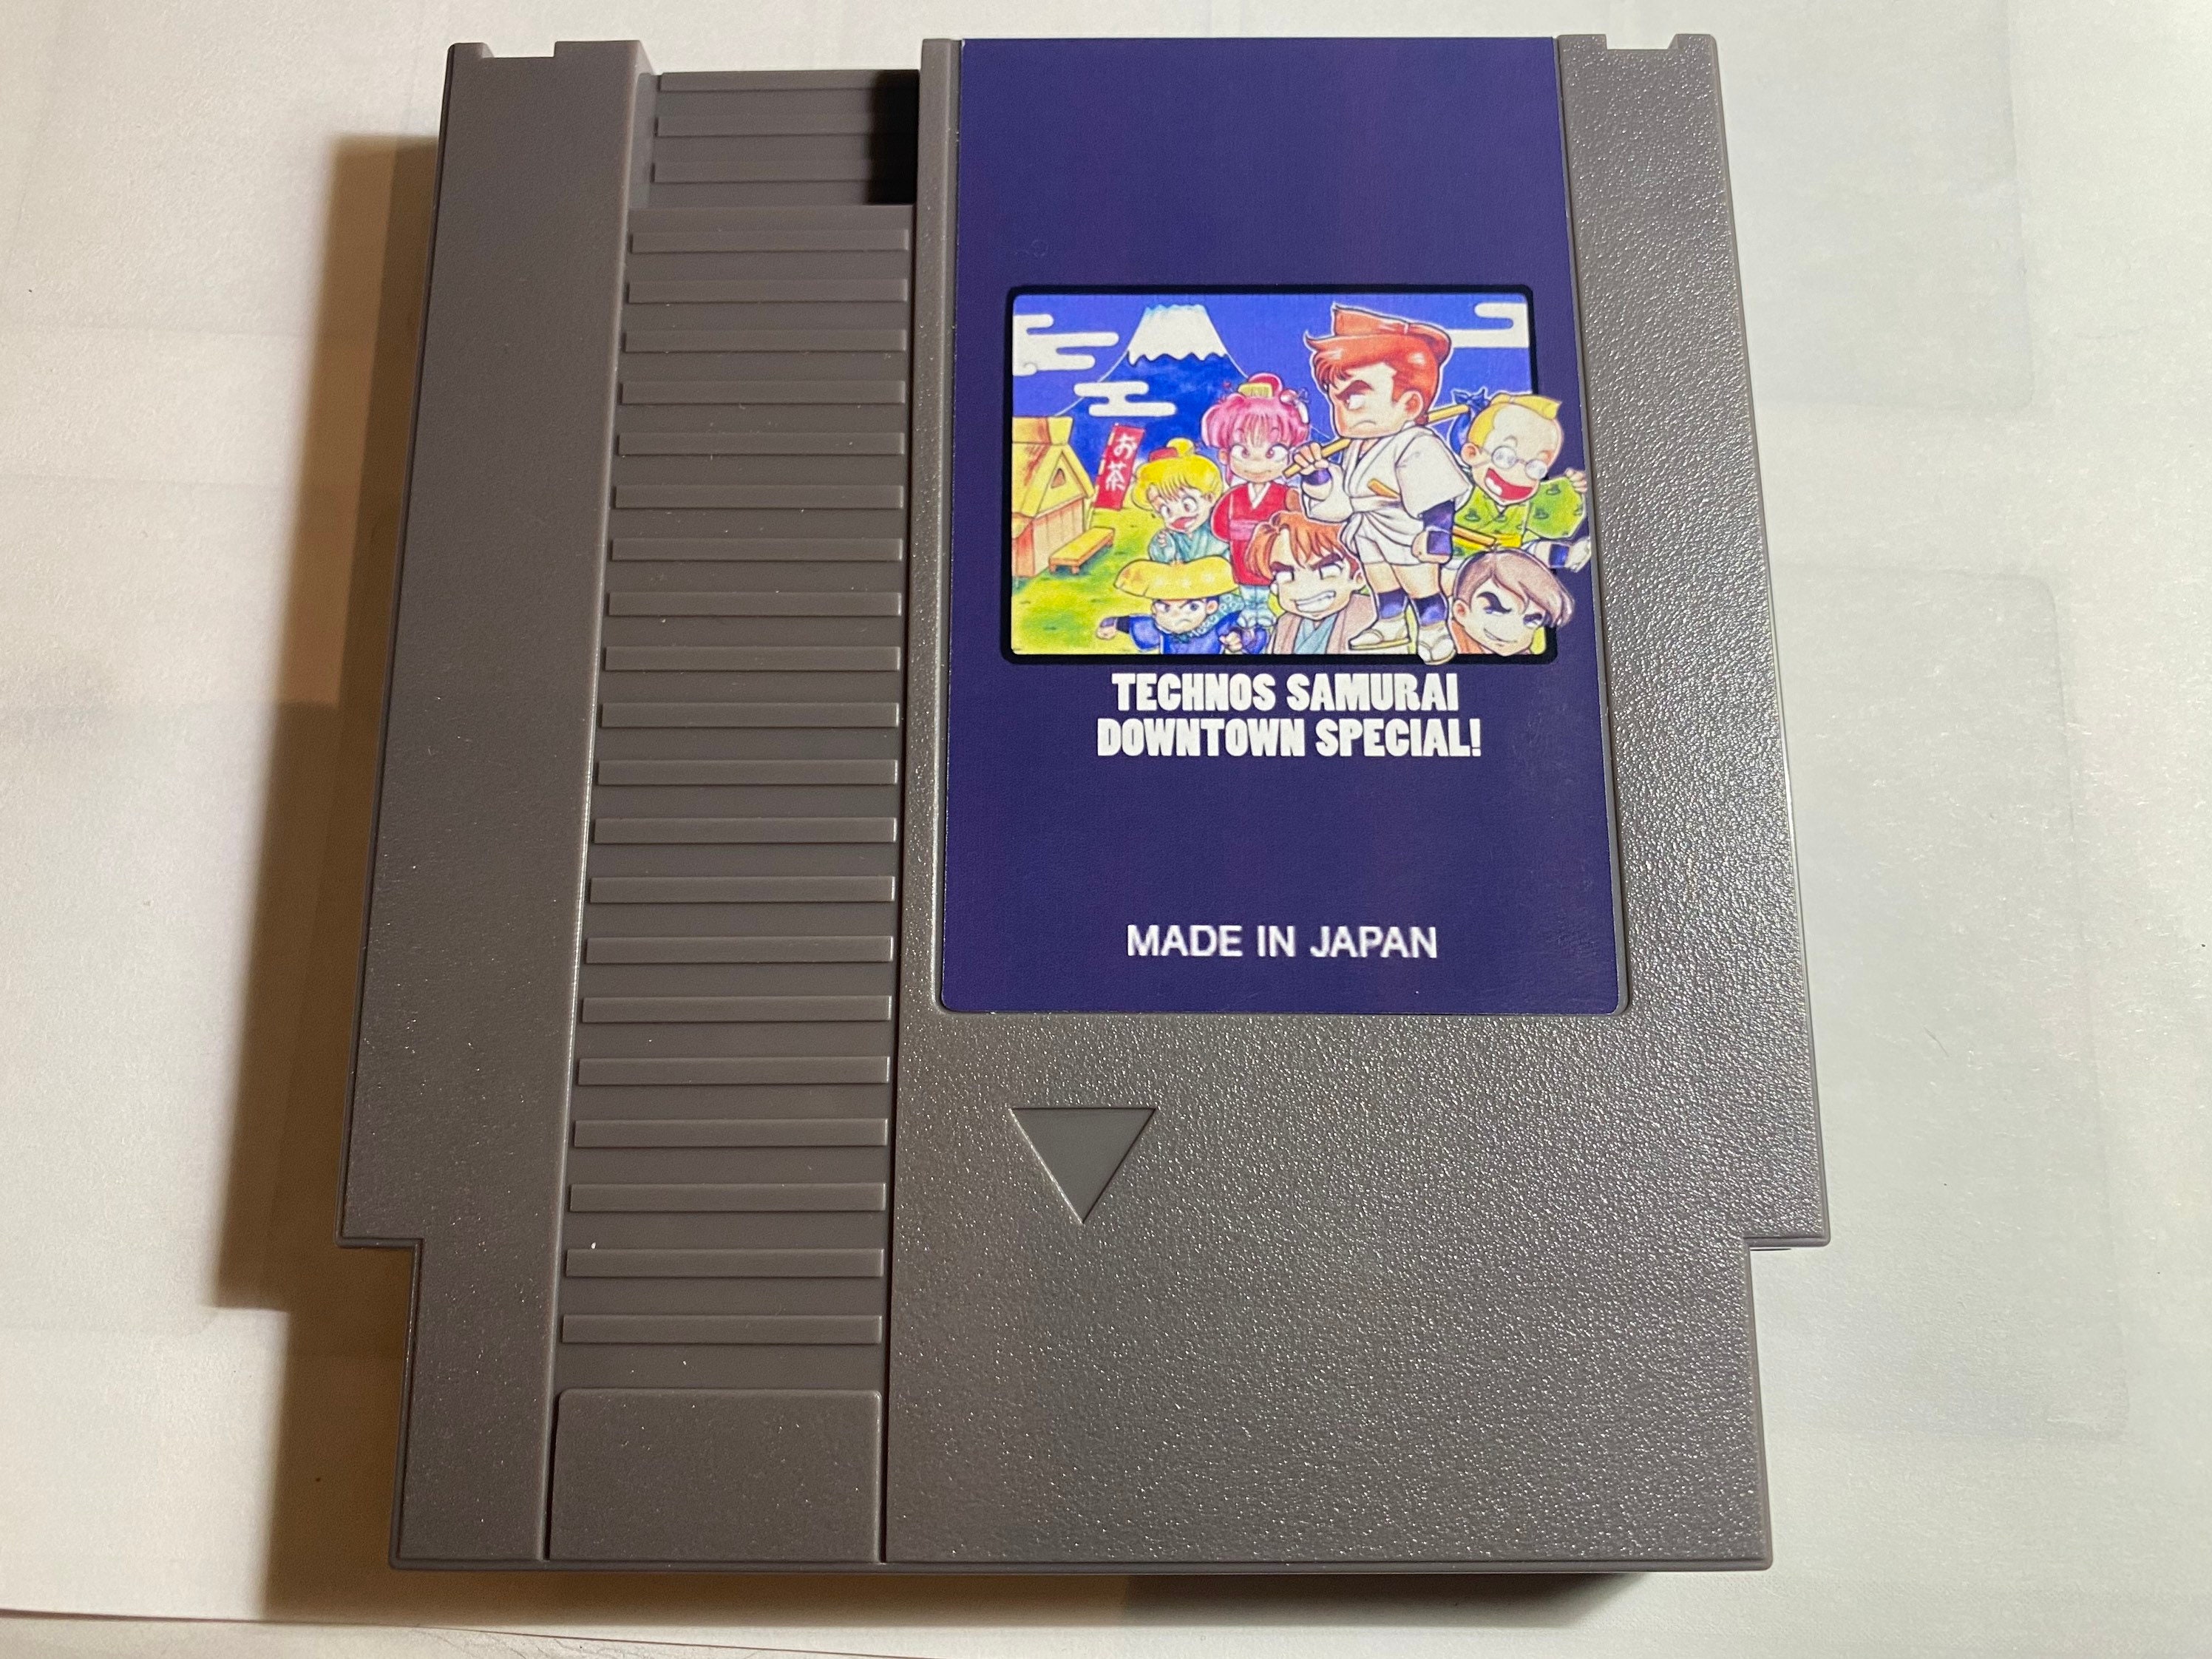 お茶
TECHNOS SAMURAI
DOWNTOWN SPECIAL!
MADE IN JAPAN